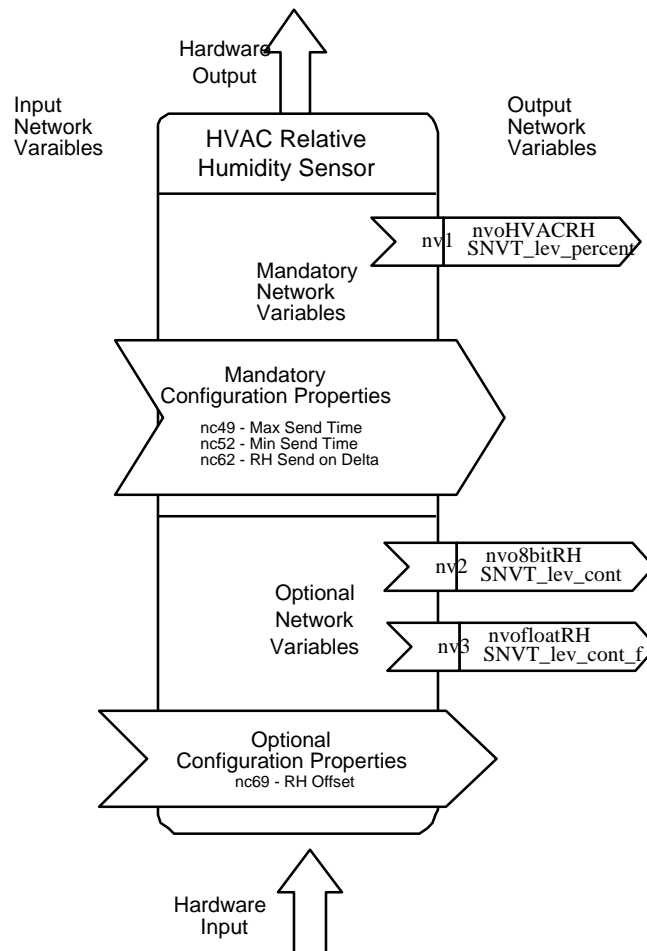 Hardware
Output
Input
Network
Varaibles
Output
Network
Variables
HVAC Relative
Humidity Sensor
nv1
nvoHVACRH
SNVT_lev_percent
Mandatory
Network
Variables
Mandatory
Configuration Properties
nc49 - Max Send Time
nc52 - Min Send Time
nc62 - RH Send on Delta
nv2
nvo8bitRH
SNVT_lev_cont
Optional
Network
Variables
nv3
nvofloatRH
SNVT_lev_cont_f
Optional
Configuration Properties
nc69 - RH Offset
Hardware
Input